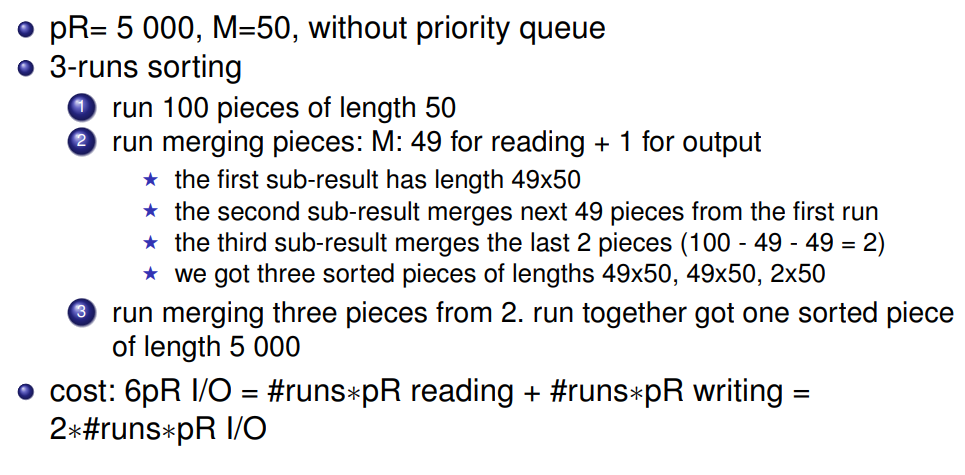 pR= 5 000, M=50, without priority queue
3-runs sorting
1 run 100 pieces of length 50
2 run merging pieces: M: 49 for reading + 1 for output
★ the first sub-result has length 49x50
★ the second sub-result merges next 49 pieces from the first run
★ the third sub-result merges the last 2 pieces (100 - 49 - 49 = 2)
★ we got three sorted pieces of lengths 49x50, 49x50, 2x50
3 run merging three pieces from 2. run together got one sorted piece
of length 5 000
cost: 6pR I/O = #runs∗pR reading + #runs∗pR writing =
2∗#runs∗pR I/O